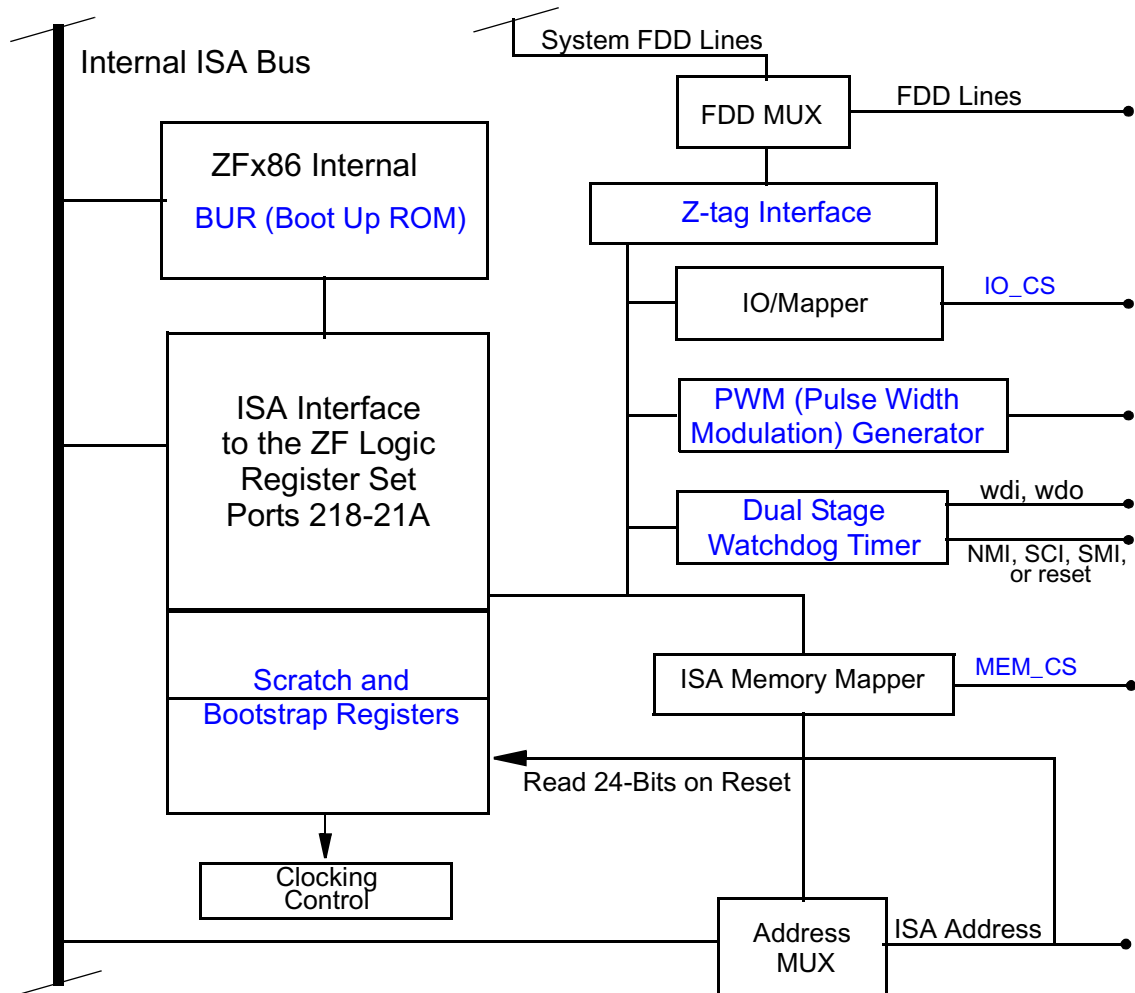 System FDD Lines
Internal ISA Bus
FDD MUX
FDD Lines
ZFx86 Internal
BUR (Boot Up ROM)
Z-tag Interface
IO/Mapper
IO_CS
ISA Interface
to the ZF Logic
Register Set
Ports 218-21A
PWM (Pulse Width
Modulation) Generator
Dual Stage
Watchdog Timer
wdi, wdo
NMI, SCI, SMI,
or reset
Scratch and
Bootstrap Registers
ISA Memory Mapper
MEM_CS
Read 24-Bits on Reset
Clocking
Control
Address
MUX
ISA Address